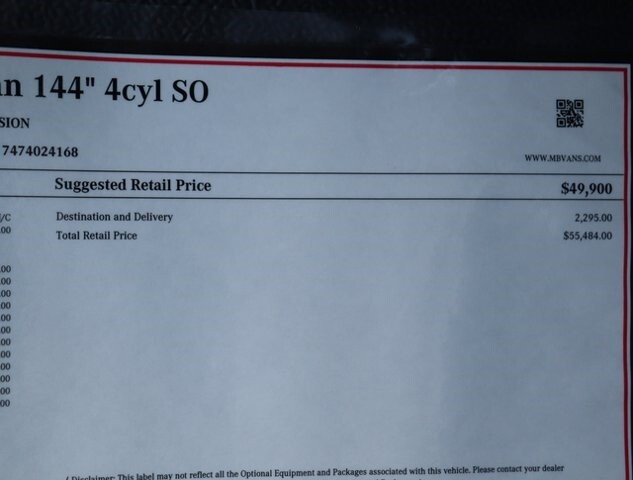 n 144" 4cyl SO
SION
7474024168
WWW.MBVANS.COM
Suggested Retail Price $49,900
/C Destination and Delivery 2,295.00
.00 Total Retail Price $55,484.00
.00
.00
.00
.00
.00
.00
.00
.00
.00
.00
.00
.00
( Disclaimer: This label may not reflect all the Optional Equipment and Packages associated with this vehicle. Please contact your dealer